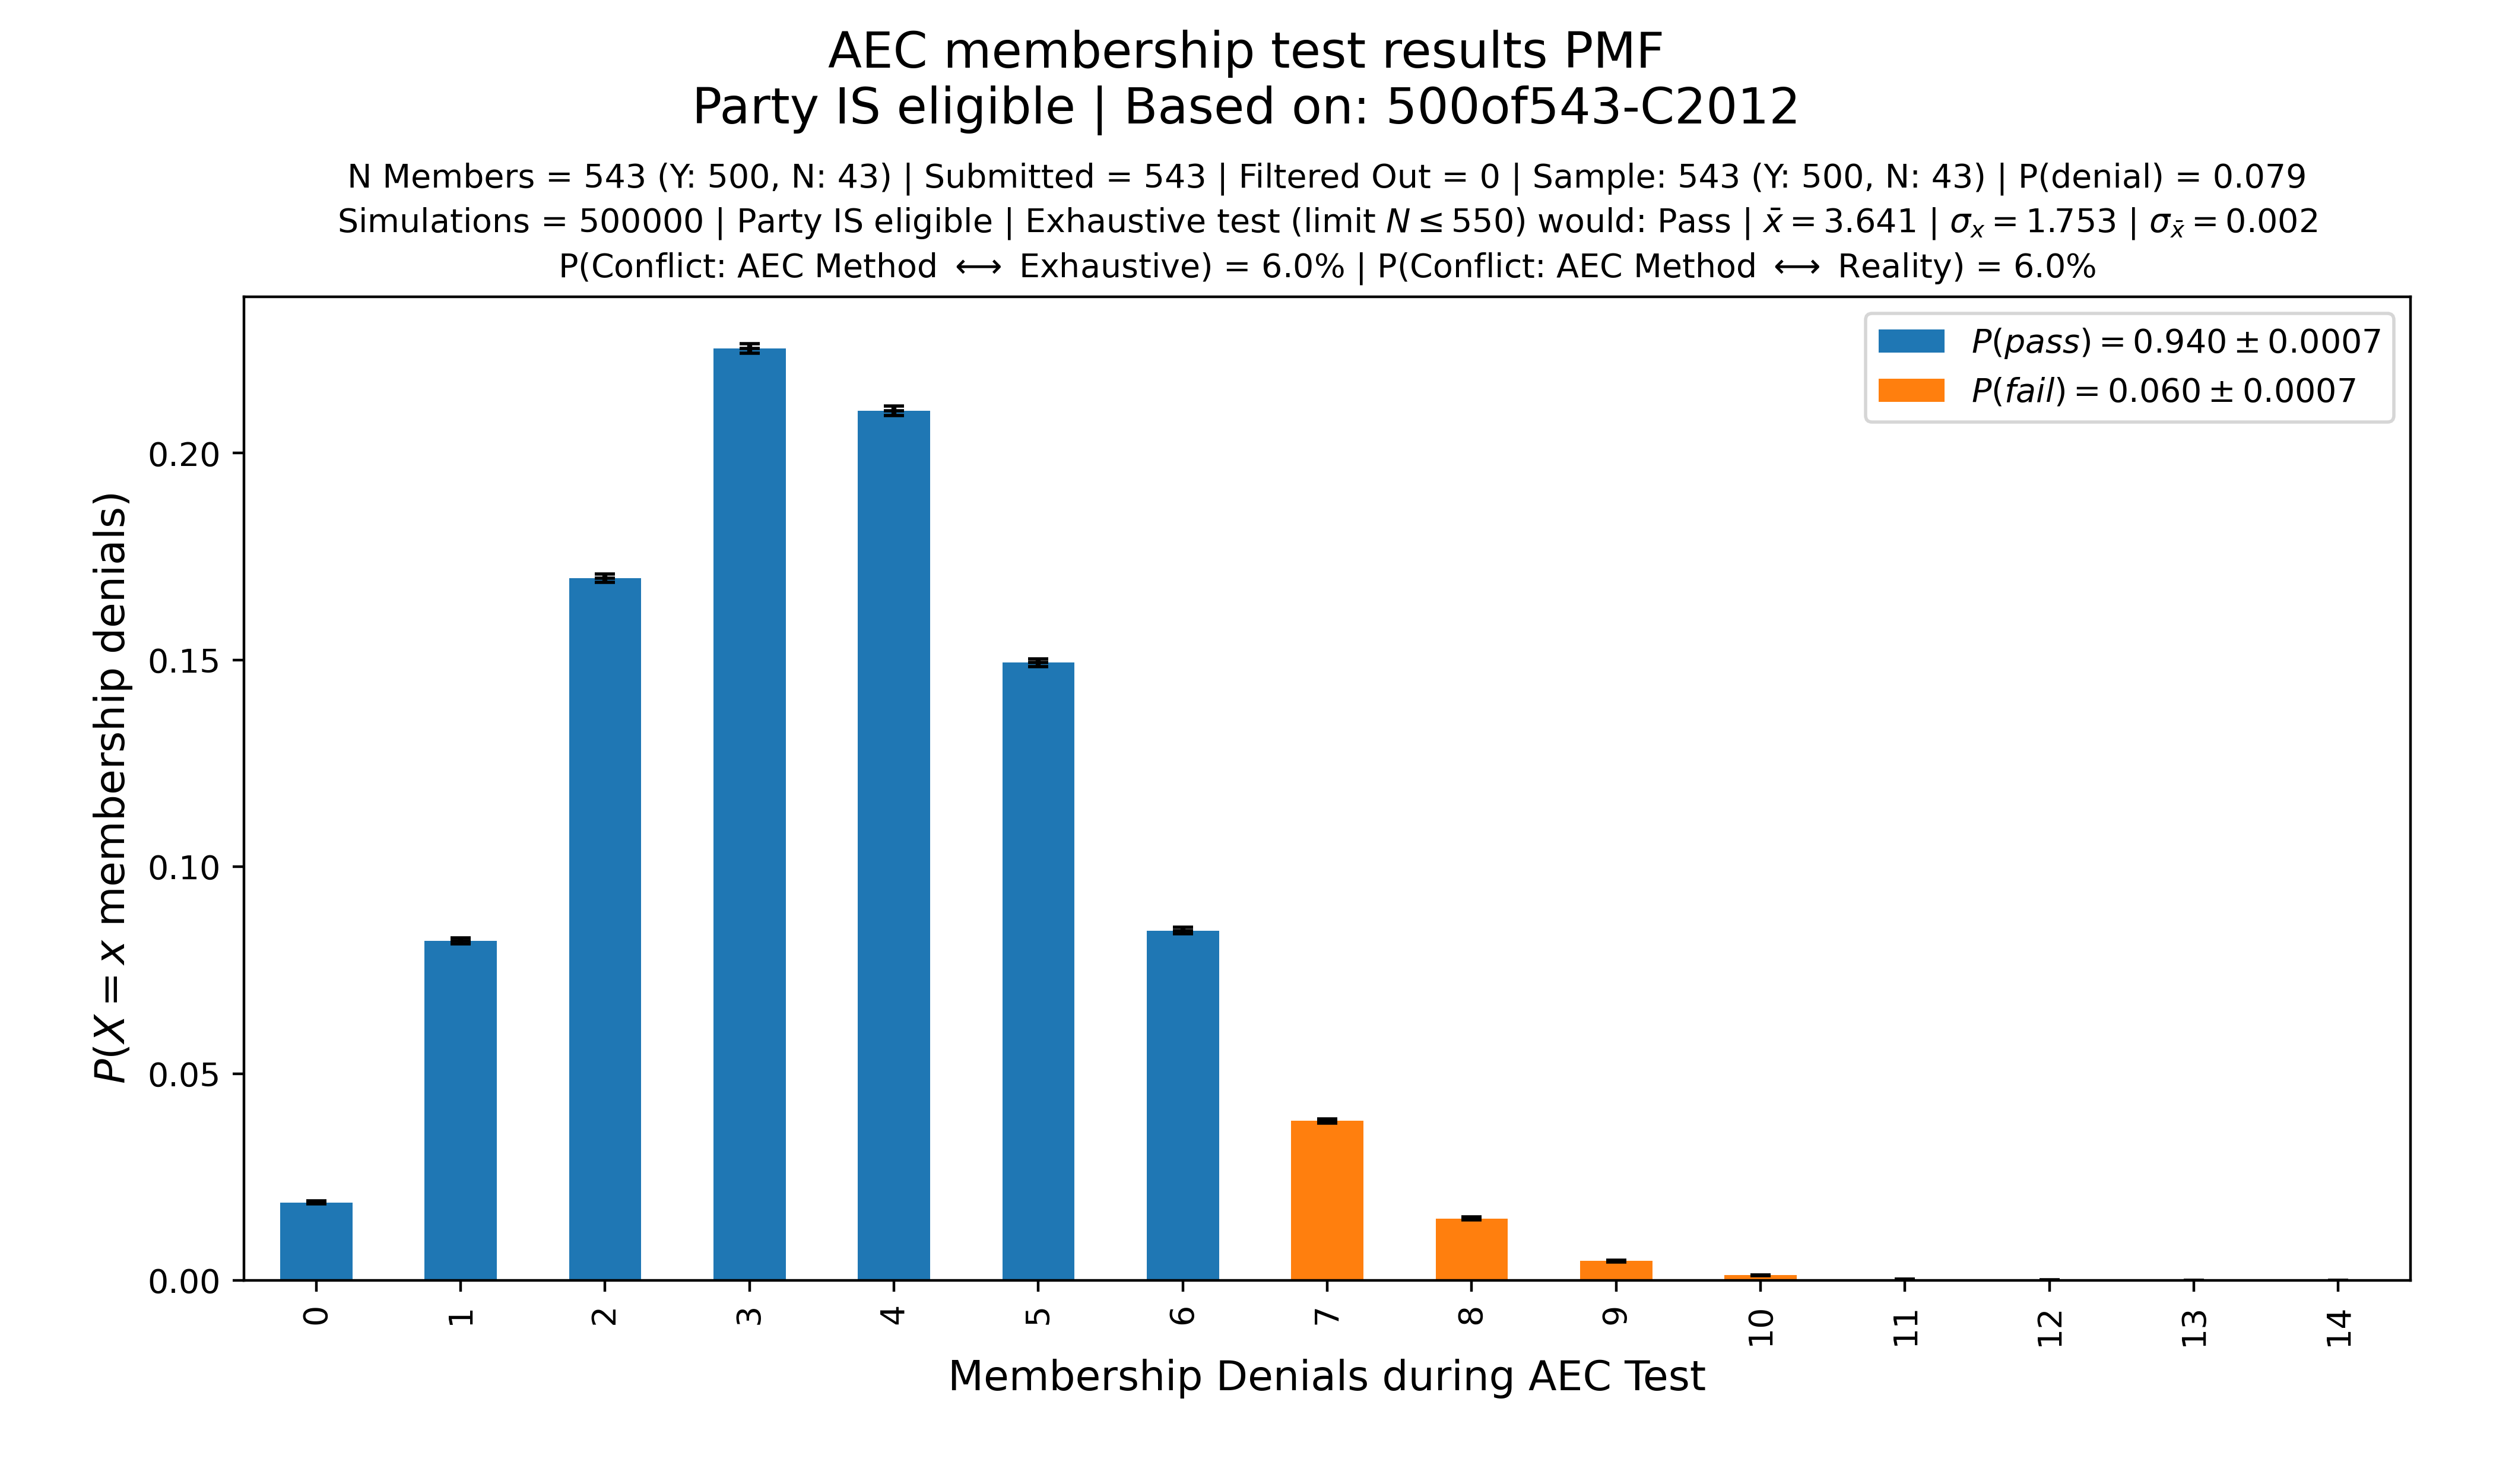 AEC membership test results PMF
Party IS eligible | Based on: 500of543-C2012
N Members = 543 (Y: 500, N: 43) | Submitted = 543 | Filtered Out = 0 | Sample: 543 (Y: 500, N: 43) | P(denial) = 0.079
Simulations = 500000 | Party IS eligible | Exhaustive test (limit N ≤ 550) would: Pass | x̄ = 3.641 | σₓ = 1.753 | σ_x̄ = 0.002
P(Conflict: AEC Method ⟷ Exhaustive) = 6.0% | P(Conflict: AEC Method ⟷ Reality) = 6.0%
P(pass) = 0.940 ± 0.0007
P(fail) = 0.060 ± 0.0007
P(X = x membership denials)
0.20
0.15
0.10
0.05
0.00
0 1 2 3 4 5 6 7 8 9 10 11 12 13 14
Membership Denials during AEC Test